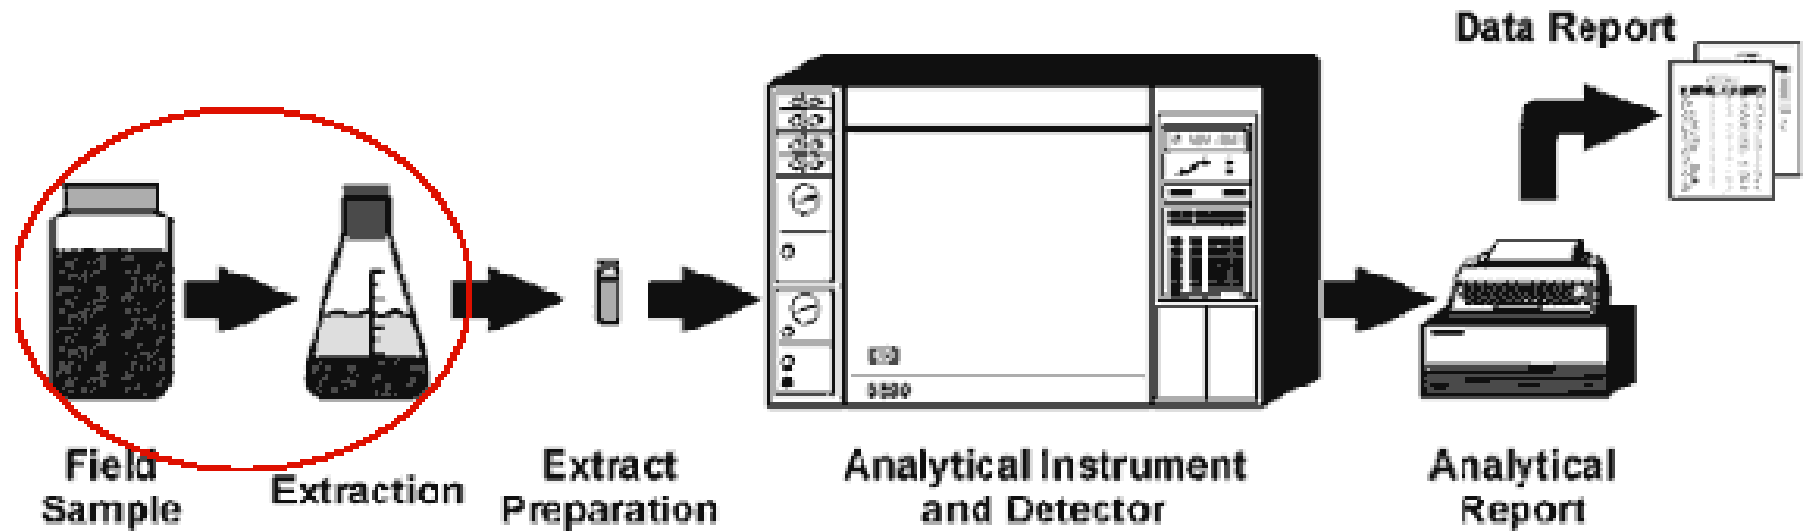 Data Report
Field
Sample
Extraction
Extract
Preparation
Analytical Instrument
and Detector
Analytical
Report